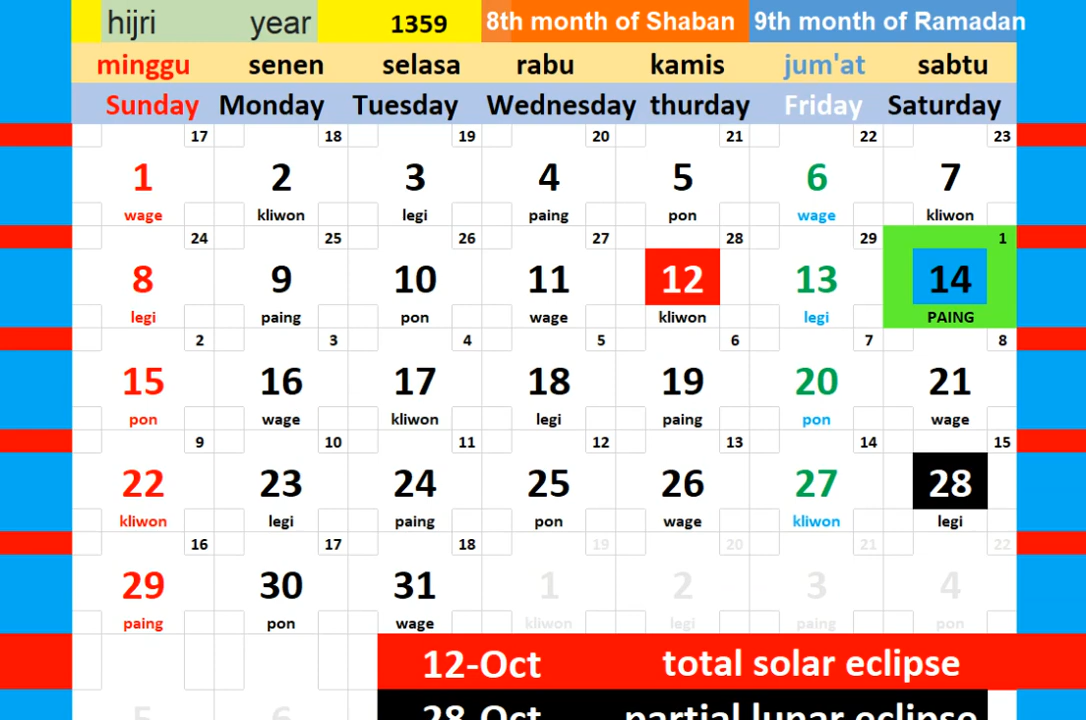 hijri year 1359 8th month of Shaban 9th month of Ramadan
minggu senen selasa rabu kamis jum'at sabtu
Sunday Monday Tuesday Wednesday thurday Friday Saturday
17 18 19 20 21 22 23
1 2 3 4 5 6 7
wage kliwon legi paing pon wage kliwon
24 25 26 27 28 29 1
8 9 10 11 12 13 14
legi paing pon wage kliwon legi PAING
2 3 4 5 6 7 8
15 16 17 18 19 20 21
pon wage kliwon legi paing pon wage
9 10 11 12 13 14 15
22 23 24 25 26 27 28
kliwon legi paing pon wage kliwon legi
16 17 18 19 20 21 22
29 30 31 1 2 3 4
paing pon wage kliwon legi paing pon
12-Oct total solar eclipse
5 6 28-Oct partial lunar eclipse